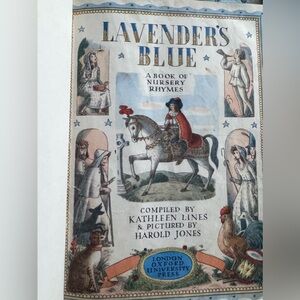 LAVENDER'S
BLUE
A BOOK OF
NURSERY
RHYMES
COMPILED BY
KATHLEEN LINES
& PICTURED BY
HAROLD JONES
LONDON
OXFORD
UNIVERSITY
PRESS